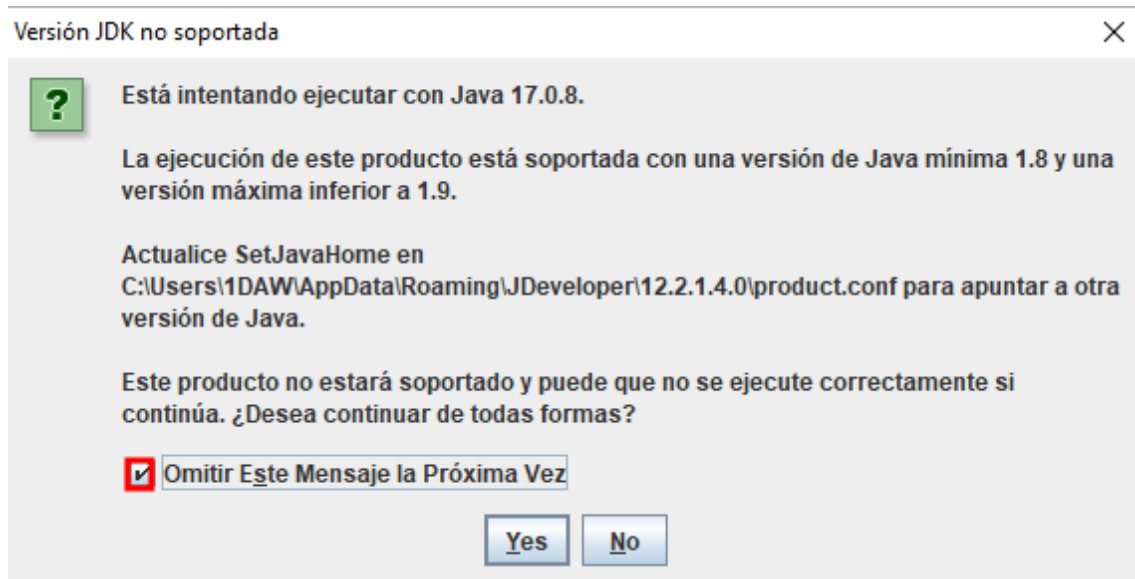 Versión JDK no soportada
Está intentando ejecutar con Java 17.0.8.
La ejecución de este producto está soportada con una versión de Java mínima 1.8 y una
versión máxima inferior a 1.9.
Actualice SetJavaHome en
C:\Users\1DAW\AppData\Roaming\JDeveloper\12.2.1.4.0\product.conf para apuntar a otra
versión de Java.
Este producto no estará soportado y puede que no se ejecute correctamente si
continúa. ¿Desea continuar de todas formas?
Omitir Este Mensaje la Próxima Vez
Yes No